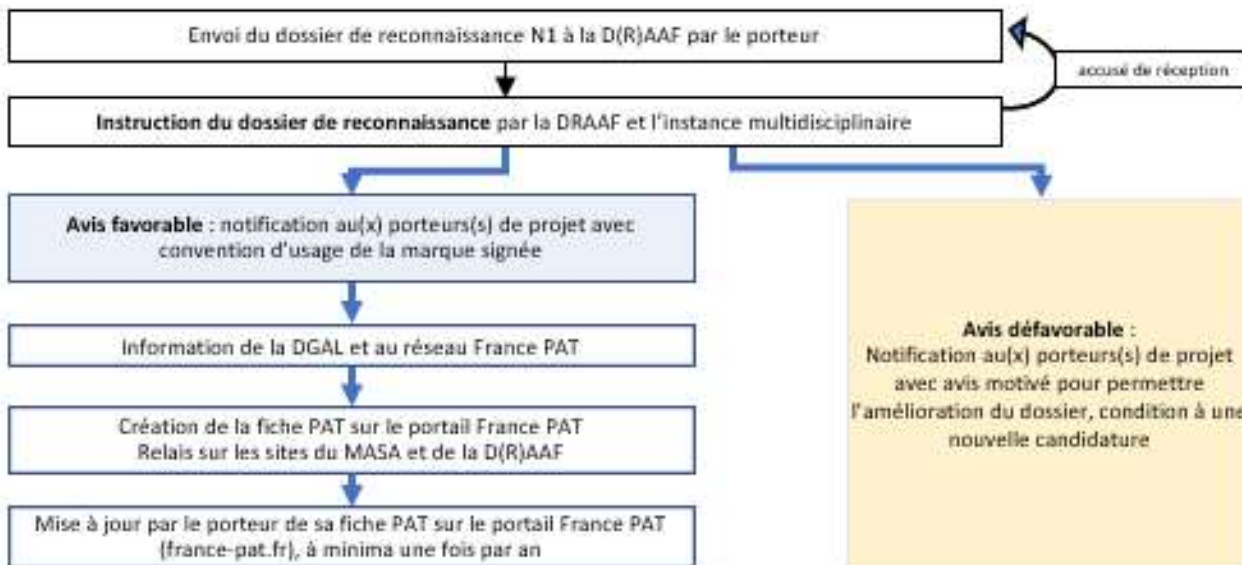 Envoi du dossier de reconnaissance N1 à la D(R)AAF par le porteur
accusé de réception
Instruction du dossier de reconnaissance par la DRAAF et l'instance multidisciplinaire
Avis favorable : notification au(x) porteurs(s) de projet avec
convention d'usage de la marque signée
Information de la DGAL et au réseau France PAT
Création de la fiche PAT sur le portail France PAT
Relais sur les sites du MASA et de la D(R)AAF
Mise à jour par le porteur de sa fiche PAT sur le portail France PAT
(france-pat.fr), à minima une fois par an
Avis défavorable :
Notification au(x) porteurs(s) de projet
avec avis motivé pour permettre
l'amélioration du dossier, condition à une
nouvelle candidature